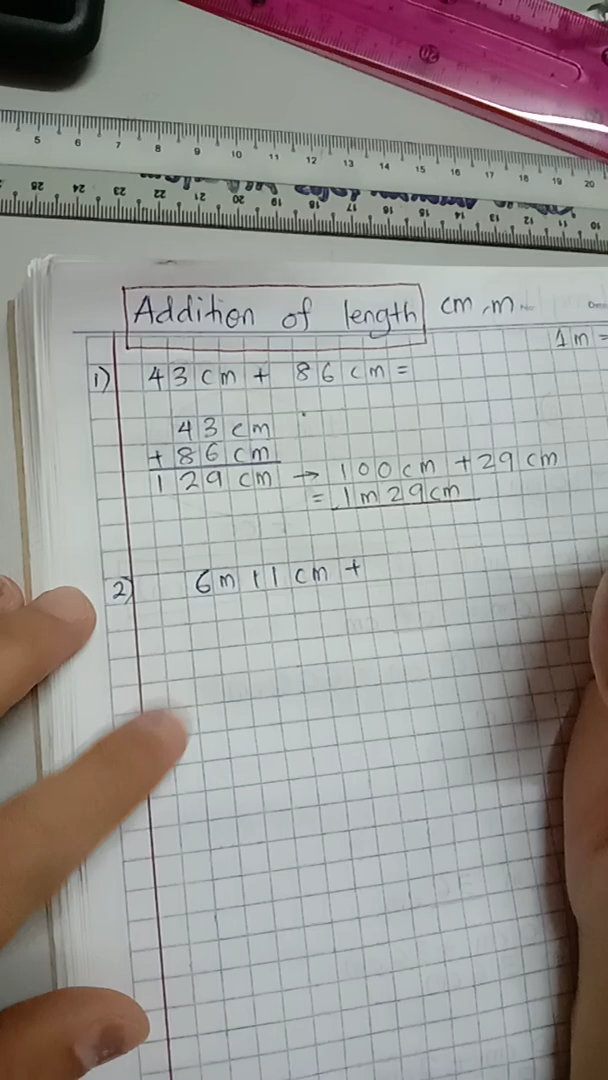 Addition of length cm, m
1m =
1) 43 cm + 86 cm =
43 cm
+ 86 cm
129 cm → 100 cm + 29 cm
= 1m 29 cm
2) 6m 11 cm +